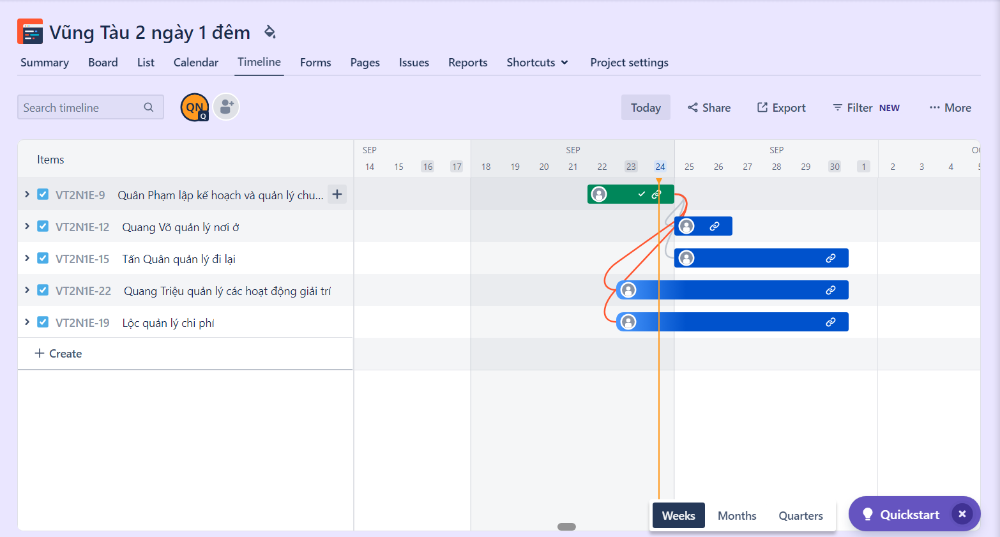 Vũng Tàu 2 ngày 1 đêm
Summary Board List Calendar Timeline Forms Pages Issues Reports Shortcuts Project settings
Search timeline QN Q Today Share Export Filter NEW ··· More
Items
SEP SEP SEP
14 15 16 17 18 19 20 21 22 23 24 25 26 27 28 29 30 1 2 3 4
VT2N1E-9 Quân Phạm lập kế hoạch và quản lý chu...
VT2N1E-12 Quang Võ quản lý nơi ở
VT2N1E-15 Tấn Quân quản lý đi lại
VT2N1E-22 Quang Triệu quản lý các hoạt động giải trí
VT2N1E-19 Lộc quản lý chi phí
+ Create
Weeks Months Quarters
Quickstart